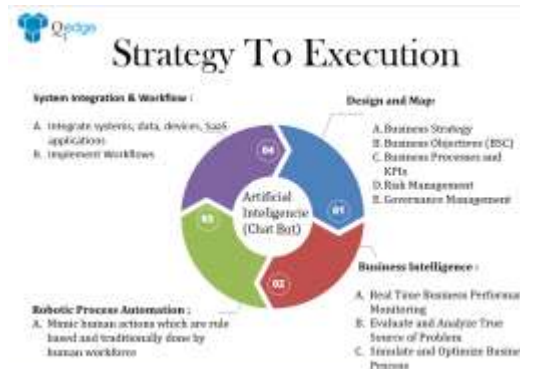 Qedge
Strategy To Execution
System Integration & Workflow :
A. Integrate systems, data, devices, SaaS
applications
B. Implement Workflows
Design and Map:
A. Business Strategy
B. Business Objectives (BSC)
C. Business Processes and
KPIs
D. Risk Management
E. Governance Management
04
01
03
02
Artificial
Inteligencie
(Chat Bot)
Business Intelligence :
A. Real Time Business Performan
Monitoring
B. Evaluate and Analyze True
Source of Problem
C. Simulate and Optimize Busine
Process
Robotic Process Automation :
A. Mimic human actions which are rule
based and traditionally done by
human workforce